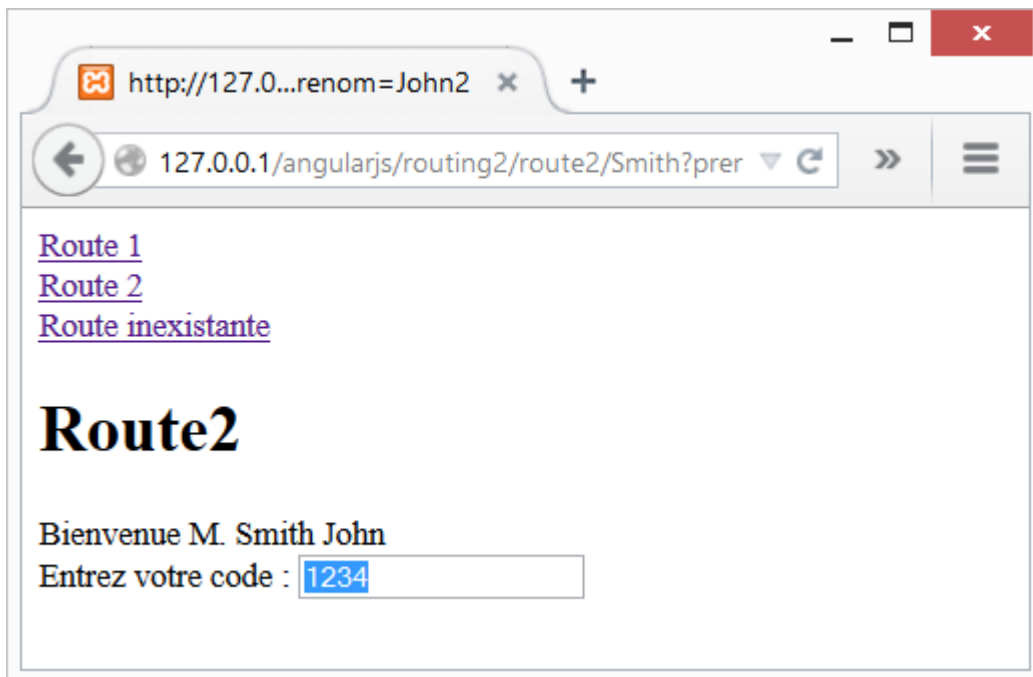 http://127.0...renom=John2
127.0.0.1/angularjs/routing2/route2/Smith?prer
Route 1
Route 2
Route inexistante
Route2
Bienvenue M. Smith John
Entrez votre code : 1234